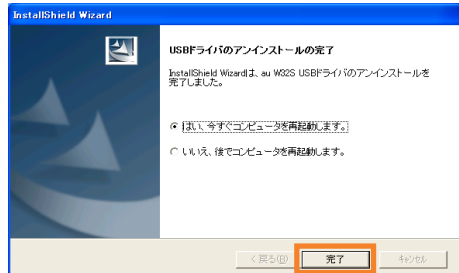 InstallShield Wizard
USBドライバのアンインストールの完了
InstallShield Wizardは、au W32S USBドライバのアンインストールを
完了しました。
はい、今すぐコンピュータを再起動します。
いいえ、後でコンピュータを再起動します。
< 戻る(B)
完了
キャンセル